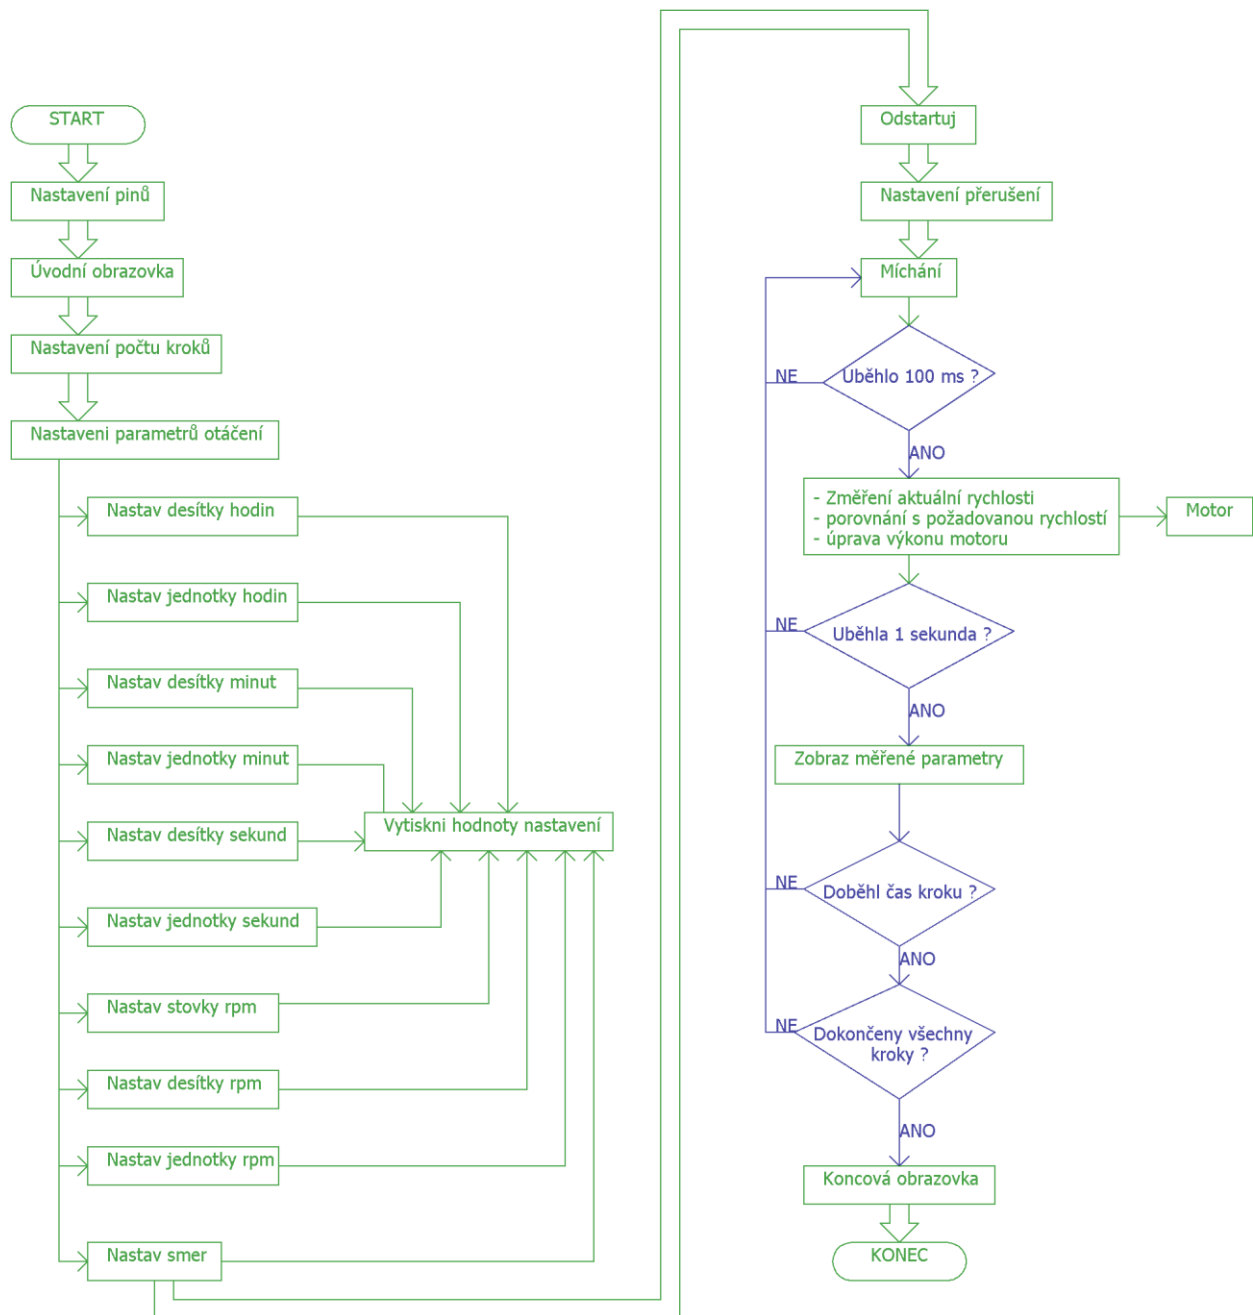 START
Nastavení pinů
Úvodní obrazovka
Nastavení počtu kroků
Nastaveni parametrů otáčení
Nastav desítky hodin
Nastav jednotky hodin
Nastav desítky minut
Nastav jednotky minut
Nastav desítky sekund
Nastav jednotky sekund
Nastav stovky rpm
Nastav desítky rpm
Nastav jednotky rpm
Nastav smer
Vytiskni hodnoty nastavení
Odstartuj
Nastavení přerušení
Míchání
Uběhlo 100 ms ?
NE
ANO
- Změření aktuální rychlosti
- porovnání s požadovanou rychlostí
- úprava výkonu motoru
Motor
Uběhla 1 sekunda ?
NE
ANO
Zobraz měřené parametry
Doběhl čas kroku ?
NE
ANO
Dokončeny všechny
kroky ?
NE
ANO
Koncová obrazovka
KONEC